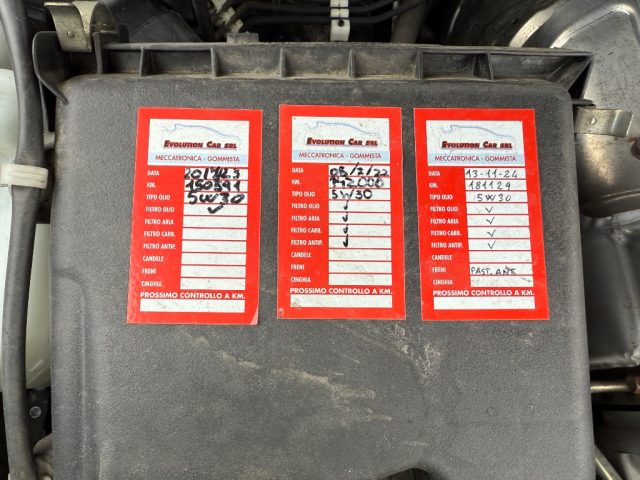 EVOLUTION CAR SRL
MECCATRONICA - GOMMISTA
DATA
KM. 150391
TIPO OLIO 5W30
FILTRO OLIO ✓
FILTRO ARIA
FILTRO CARB.
FILTRO ANTIP.
CANDELE
FRENI
CINGHIA
PROSSIMO CONTROLLO A KM.
EVOLUTION CAR SRL
MECCATRONICA - GOMMISTA
DATA
KM.
TIPO OLIO 5W30
FILTRO OLIO ✓
FILTRO ARIA ✓
FILTRO CARB. ✓
FILTRO ANTIP. ✓
CANDELE
FRENI
CINGHIA
PROSSIMO CONTROLLO A KM.
EVOLUTION CAR SRL
MECCATRONICA - GOMMISTA
DATA 13-11-24
KM. 181129
TIPO OLIO 5W30
FILTRO OLIO ✓
FILTRO ARIA ✓
FILTRO CARB. ✓
FILTRO ANTIP. ✓
CANDELE
FRENI PAST. ANT
CINGHIA
PROSSIMO CONTROLLO A KM.